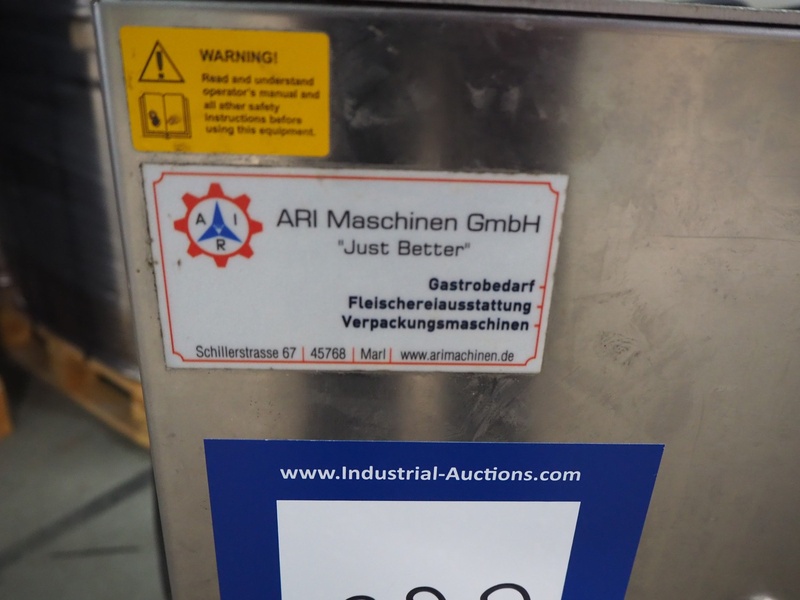 WARNING!
Read and understand
operator's manual and
all other safety
instructions before
using this equipment.
A I
R
ARI Maschinen GmbH
"Just Better"
Gastrobedarf
Fleischereiausstattung
Verpackungsmaschinen
Schillerstrasse 67 | 45768 | Marl | www.arimachinen.de
www.Industrial-Auctions.com